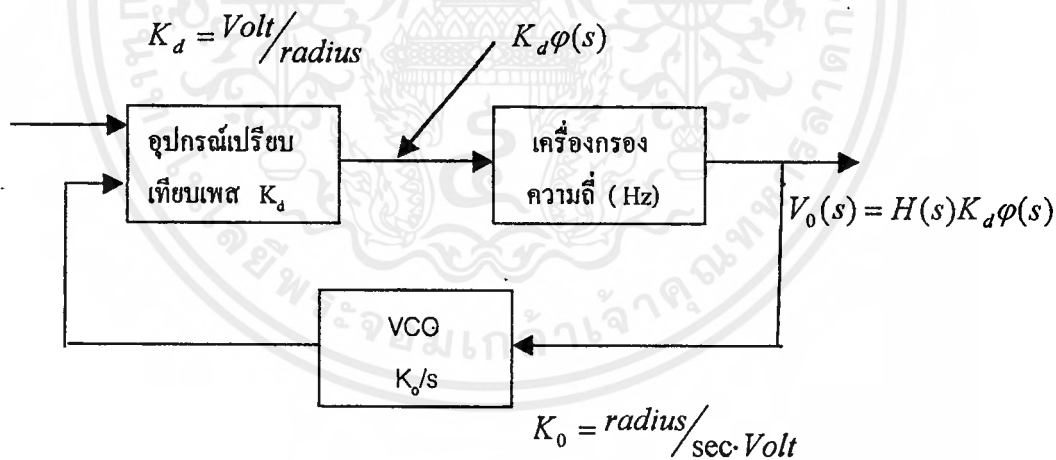 K_d = Volt/radius
K_dφ(s)
อุปกรณ์เปรียบ
เทียบเพส K_d
เครื่องกรอง
ความถี่ ( Hz)
V_0(s) = H(s)K_dφ(s)
VCO
K_o/s
K_0 = radius/sec·Volt